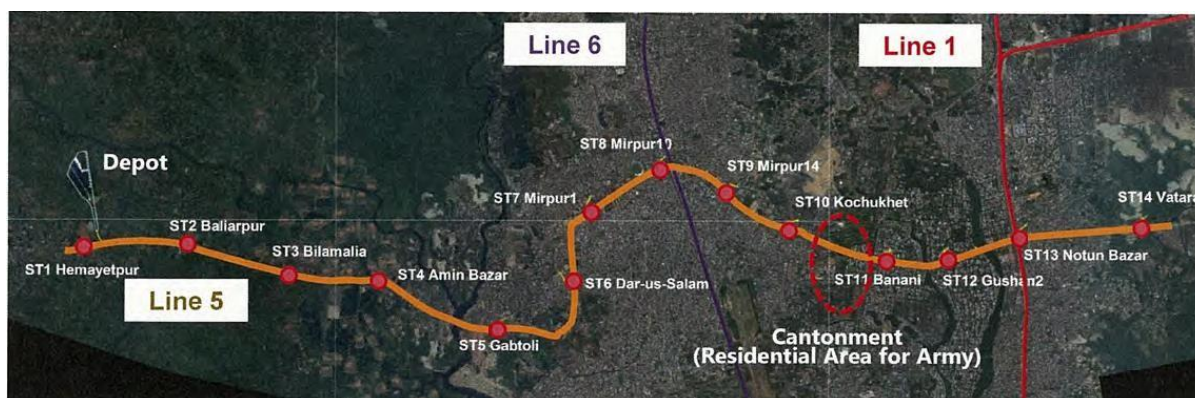 Line 6
Line 1
Depot
ST8 Mirpur10
ST9 Mirpur14
ST7 Mirpur1
ST10 Kochukhet
ST14 Vatara
ST2 Baliarpur
ST3 Bilamalia
ST1 Hemayetpur
ST4 Amin Bazar
ST6 Dar-us-Salam
ST11 Banani
ST12 Gushan2
ST13 Notun Bazar
Line 5
ST5 Gabtoli
Cantonment
(Residential Area for Army)